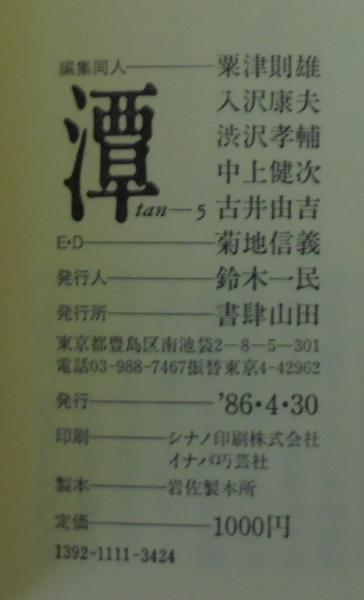 編集同人――粟津則雄
入沢康夫
渋沢孝輔
中上健次
潭 tan―5 古井由吉
E・D――菊地信義
発行人――鈴木一民
発行所――書肆山田
東京都豊島区南池袋2―8―5―301
電話03-988-7467振替東京4-42962
発行――'86・4・30
印刷――シナノ印刷株式会社
イナバ巧芸社
製本――岩佐製本所
定価――1000円
1392-1111-3424